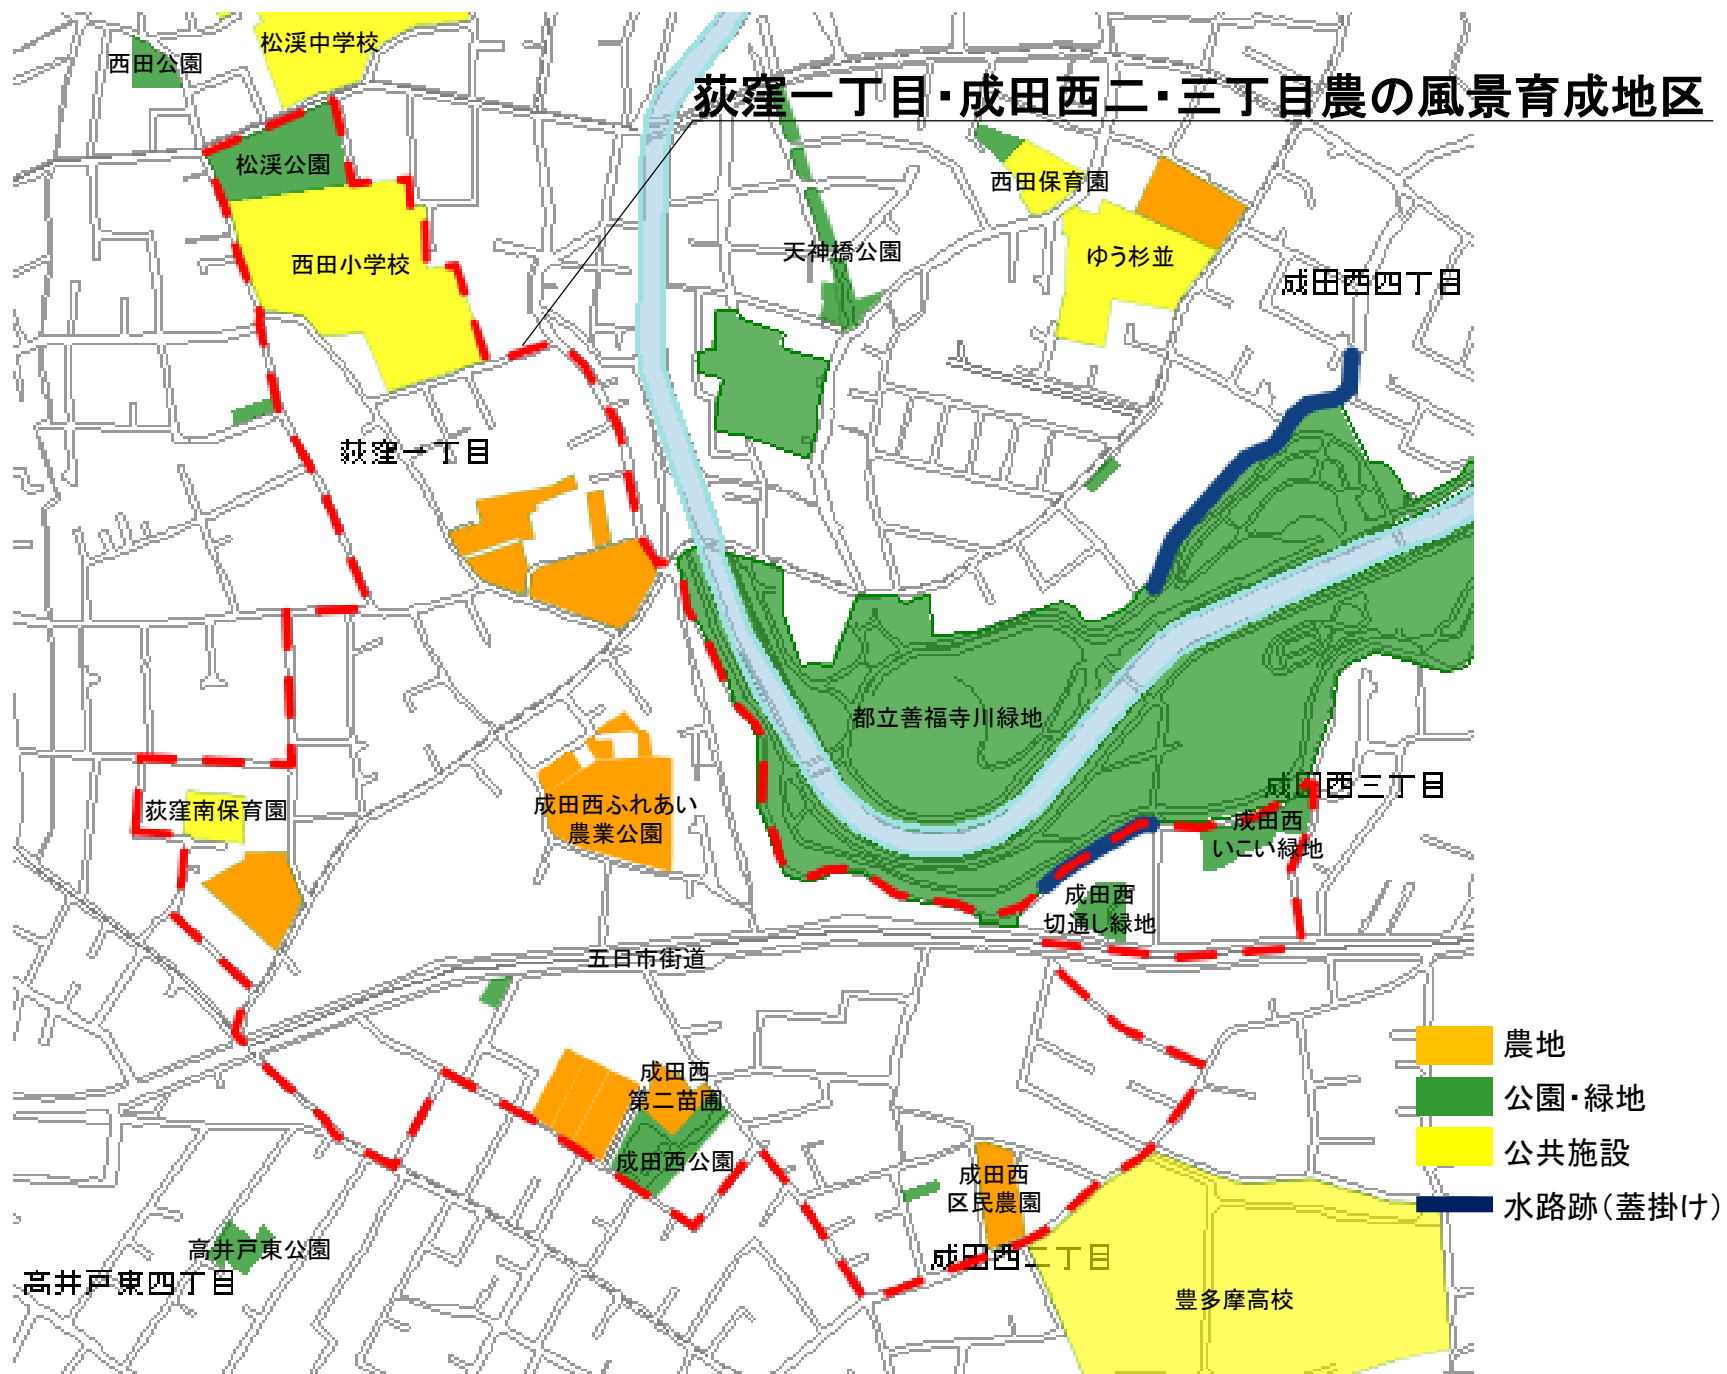 松渓中学校
西田公園
荻窪一丁目・成田西二・三丁目農の風景育成地区
松渓公園
西田保育園
西田小学校
天神橋公園
ゆう杉並
成田西四丁目
荻窪一丁目
都立善福寺川緑地
成田西三丁目
荻窪南保育園
成田西ふれあい
農業公園
成田西
いこい緑地
成田西
切通し緑地
五日市街道
農地
成田西
第二苗圃
公園・緑地
成田西公園
公共施設
成田西
区民農園
水路跡（蓋掛け）
高井戸東公園
成田西二丁目
高井戸東四丁目
豊多摩高校